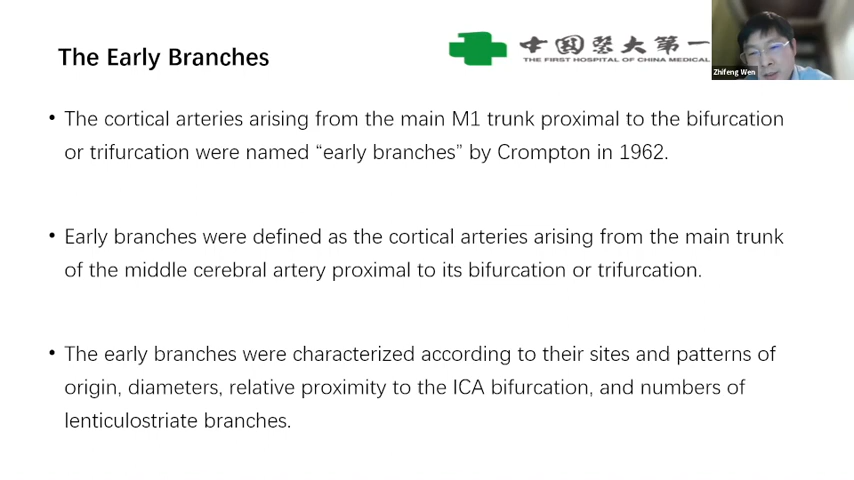 The Early Branches
中国医大第一
THE FIRST HOSPITAL OF CHINA MEDICAL
Zhifeng Wen
• The cortical arteries arising from the main M1 trunk proximal to the bifurcation
or trifurcation were named “early branches” by Crompton in 1962.
• Early branches were defined as the cortical arteries arising from the main trunk
of the middle cerebral artery proximal to its bifurcation or trifurcation.
• The early branches were characterized according to their sites and patterns of
origin, diameters, relative proximity to the ICA bifurcation, and numbers of
lenticulostriate branches.